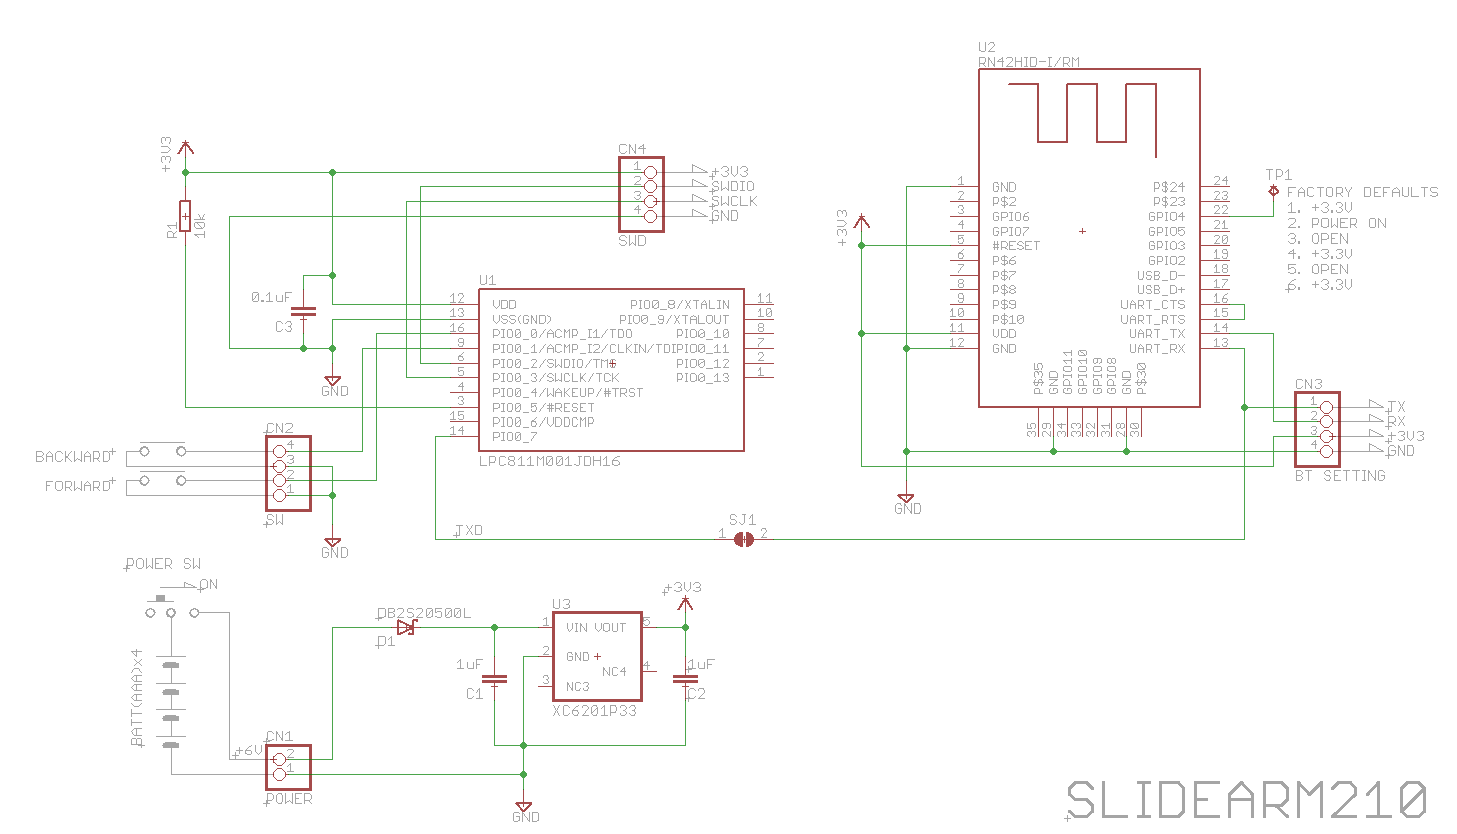 U2
RN42HID-I/RM
1 GND
2 P$2
3 GPIO6
4 GPIO7
5 #RESET
6 P$6
7 P$7
8 P$8
9 P$9
10 P$10
11 VDD
12 GND
P$24 24
P$23 23
GPIO4 22
GPIO5 21
GPIO3 20
GPIO2 19
USB_D- 18
USB_D+ 17
UART_CTS 16
UART_RTS 15
UART_TX 14
UART_RX 13
P$35 35
GND 29
GPIO11 34
GPIO10 33
GPIO9 32
GPIO8 31
GND 28
P$30 30
TP1
FACTORY DEFAULTS
1. +3.3V
2. POWER ON
3. OPEN
4. +3.3V
5. OPEN
6. +3.3V
+3V3
GND
CN3
1 TX
2 RX
3 +3V3
4 GND
BT SETTING
+3V3
R1
10k
0.1uF
C3
GND
CN4
1 +3V3
2 SWDIO
3 SWCLK
4 GND
SWD
U1
12 VDD
13 VSS(GND)
16 PIO0_0/ACMP_I1/TDO
9 PIO0_1/ACMP_I2/CLKIN/TDI
6 PIO0_2/SWDIO/TMS
5 PIO0_3/SWCLK/TCK
4 PIO0_4/WAKEUP/#TRST
3 PIO0_5/#RESET
15 PIO0_6/VDDCMP
14 PIO0_7
PIO0_8/XTALIN 11
PIO0_9/XTALOUT 10
PIO0_10 8
PIO0_11 7
PIO0_12 2
PIO0_13 1
LPC811M001JDH16
CN2
4
3
2
1
SW
BACKWARD
FORWARD
GND
TXD
SJ1
1 2
POWER SW
ON
BATT(AAA)x4
+6V
CN1
2
1
POWER
DB2S20500L
D1
1uF
C1
U3
1 VIN
2 GND
3 NC3
VOUT 5
NC4 4
XC6201P33
+3V3
1uF
C2
GND
SLIDEARM210